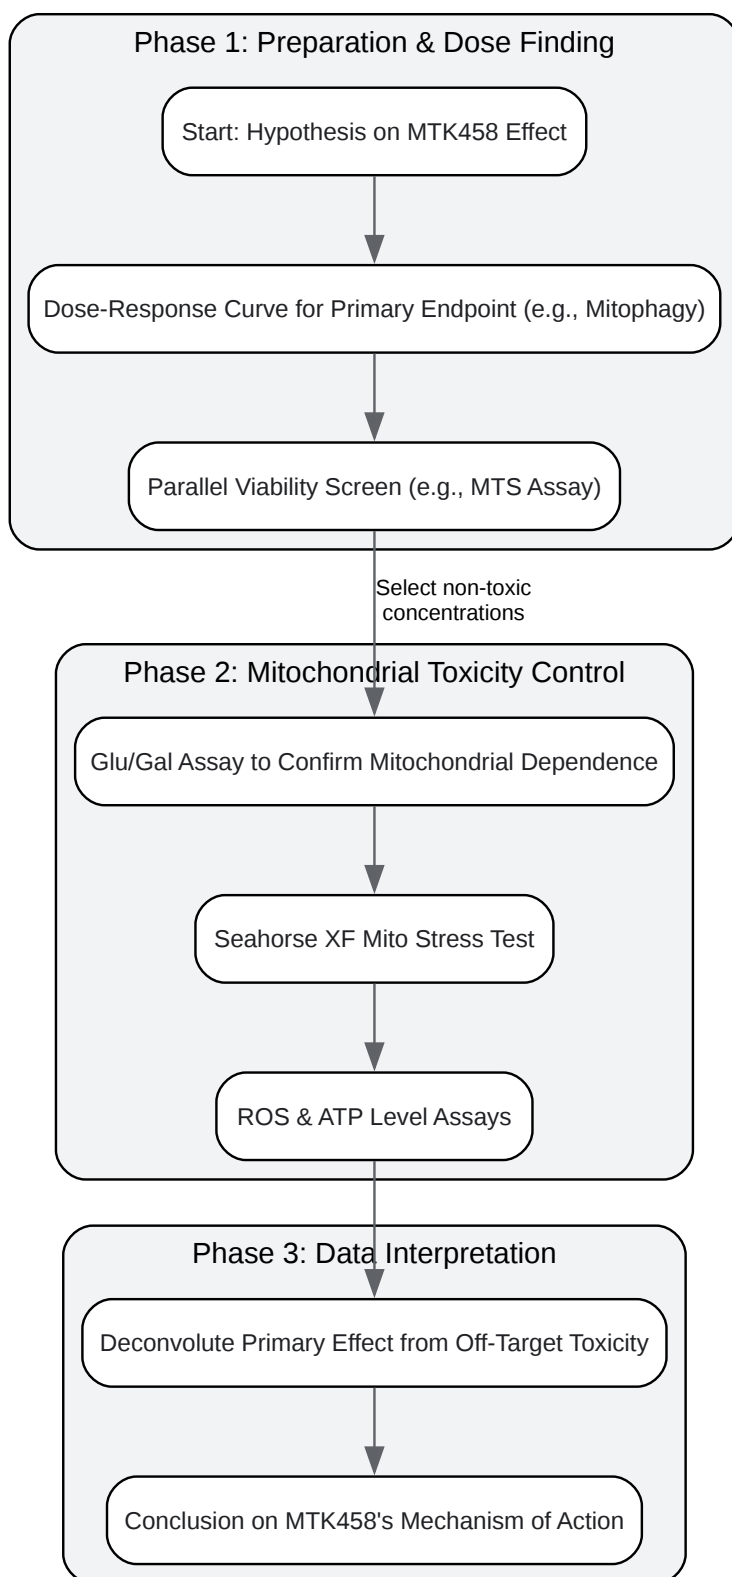 Phase 1: Preparation & Dose Finding
Start: Hypothesis on MTK458 Effect
Dose-Response Curve for Primary Endpoint (e.g., Mitophagy)
Parallel Viability Screen (e.g., MTS Assay)
Select non-toxic
concentrations
Phase 2: Mitochondrial Toxicity Control
Glu/Gal Assay to Confirm Mitochondrial Dependence
Seahorse XF Mito Stress Test
ROS & ATP Level Assays
Phase 3: Data Interpretation
Deconvolute Primary Effect from Off-Target Toxicity
Conclusion on MTK458's Mechanism of Action